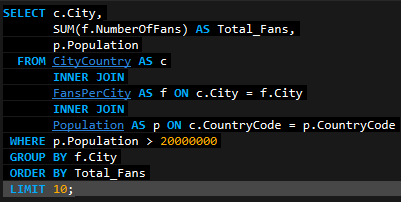 SELECT c.City,
SUM(f.NumberOfFans) AS Total_Fans,
p.Population
FROM CityCountry AS c
INNER JOIN
FansPerCity AS f ON c.City = f.City
INNER JOIN
Population AS p ON c.CountryCode = p.CountryCode
WHERE p.Population > 20000000
GROUP BY f.City
ORDER BY Total_Fans
LIMIT 10;